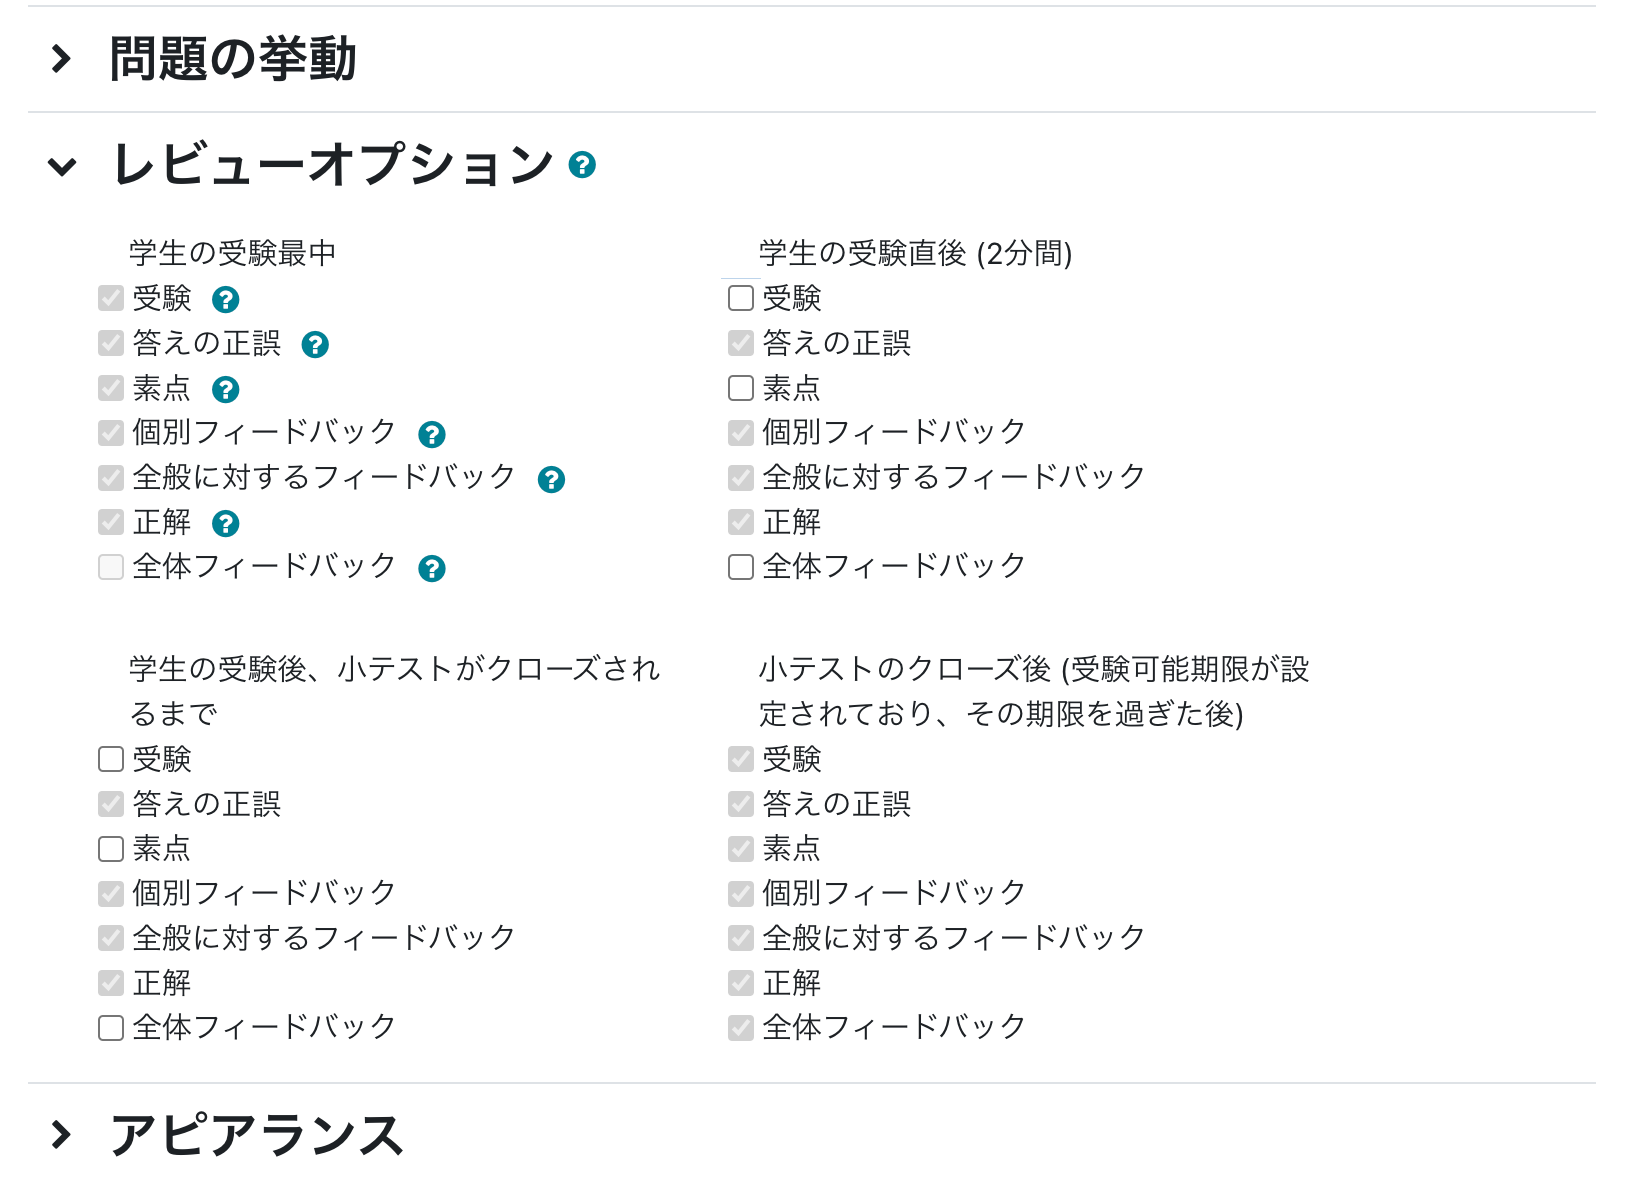 問題の挙動
レビューオプション
学生の受験最中
受験
答えの正誤
素点
個別フィードバック
全般に対するフィードバック
正解
全体フィードバック
学生の受験直後 (2分間)
受験
答えの正誤
素点
個別フィードバック
全般に対するフィードバック
正解
全体フィードバック
学生の受験後、小テストがクローズされ
るまで
受験
答えの正誤
素点
個別フィードバック
全般に対するフィードバック
正解
全体フィードバック
小テストのクローズ後 (受験可能期限が設
定されており、その期限を過ぎた後)
受験
答えの正誤
素点
個別フィードバック
全般に対するフィードバック
正解
全体フィードバック
アピアランス